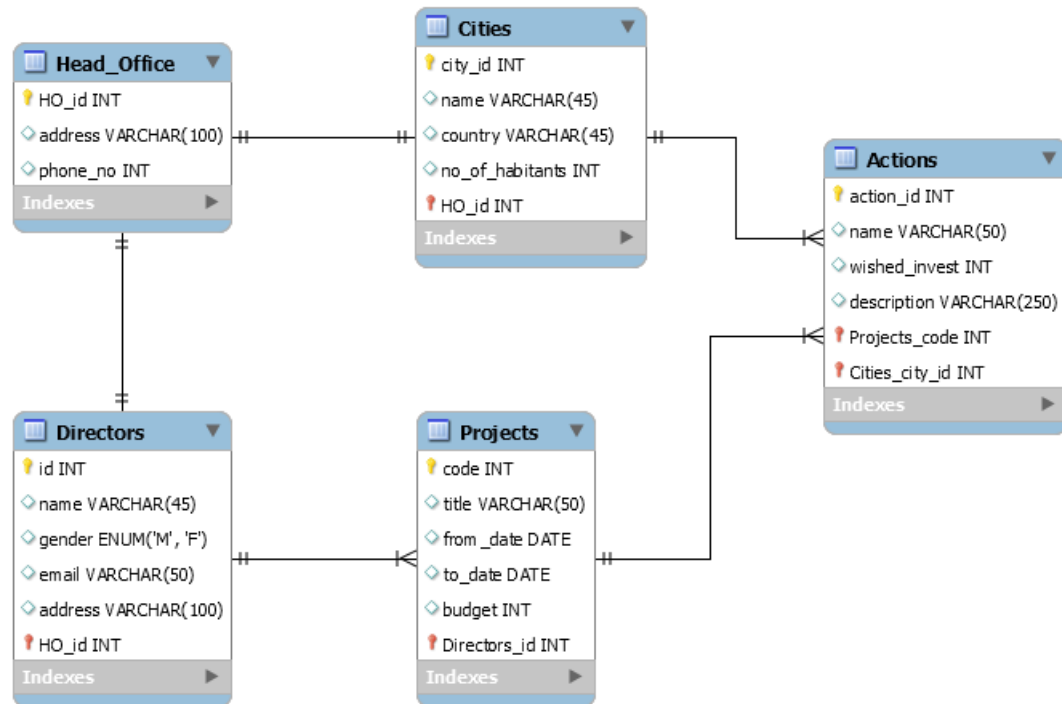 Head_Office
HO_id INT
address VARCHAR(100)
phone_no INT
Indexes
Cities
city_id INT
name VARCHAR(45)
country VARCHAR(45)
no_of_habitants INT
HO_id INT
Indexes
Actions
action_id INT
name VARCHAR(50)
wished_invest INT
description VARCHAR(250)
Projects_code INT
Cities_city_id INT
Indexes
Directors
id INT
name VARCHAR(45)
gender ENUM('M', 'F')
email VARCHAR(50)
address VARCHAR(100)
HO_id INT
Indexes
Projects
code INT
title VARCHAR(50)
from_date DATE
to_date DATE
budget INT
Directors_id INT
Indexes